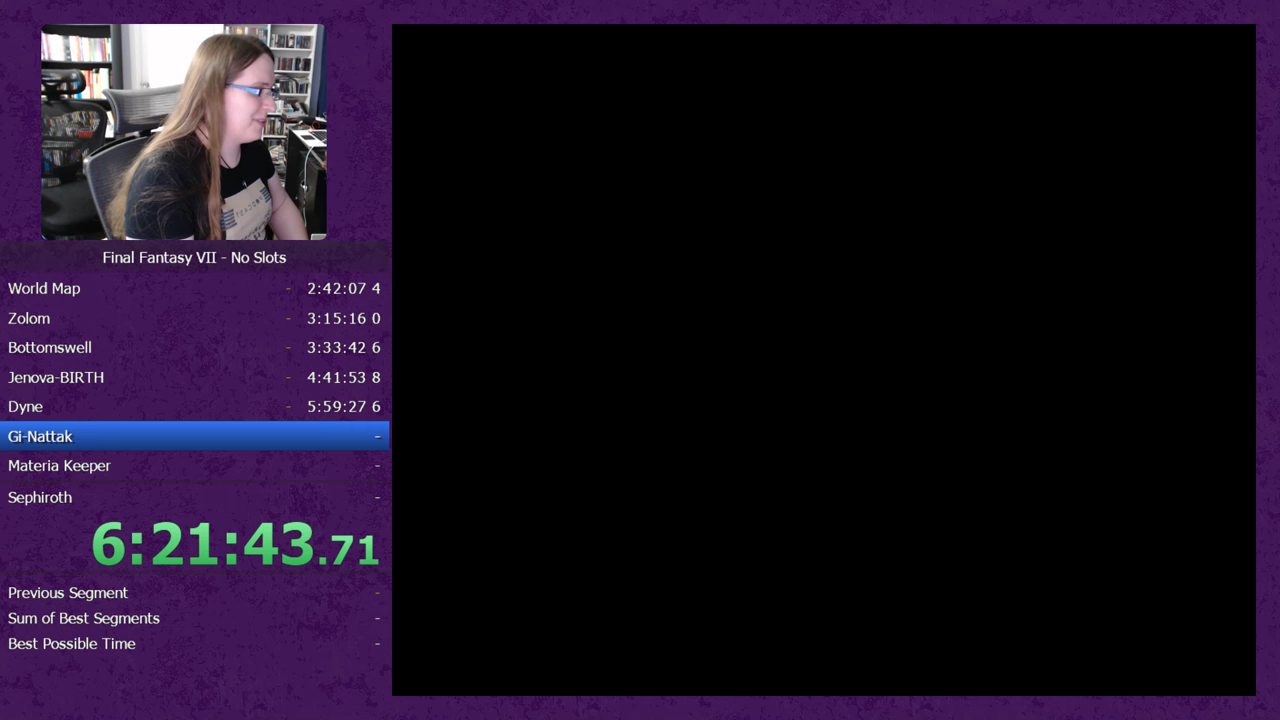 Final Fantasy VII - No Slots
World Map - 2:42:07 4
Zolom - 3:15:16 0
Bottomswell - 3:33:42 6
Jenova-BIRTH - 4:41:53 8
Dyne - 5:59:27 6
Gi-Nattak -
Materia Keeper -
Sephiroth -
6:21:43.71
Previous Segment -
Sum of Best Segments -
Best Possible Time -